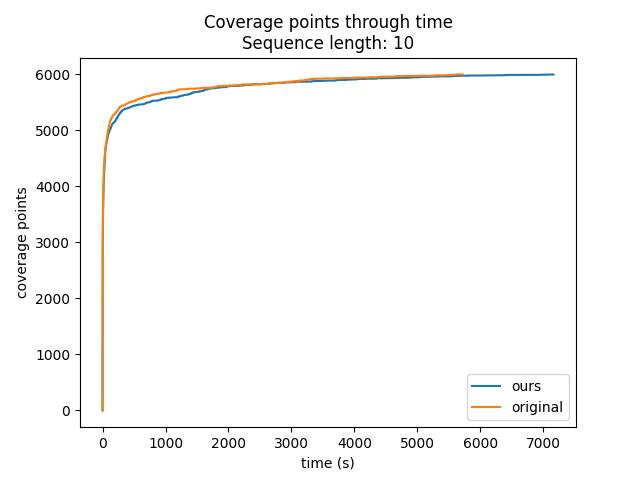 Coverage points through time
Sequence length: 10
6000
5000
4000
3000
2000
1000
0
coverage points
0 1000 2000 3000 4000 5000 6000 7000
time (s)
ours
original